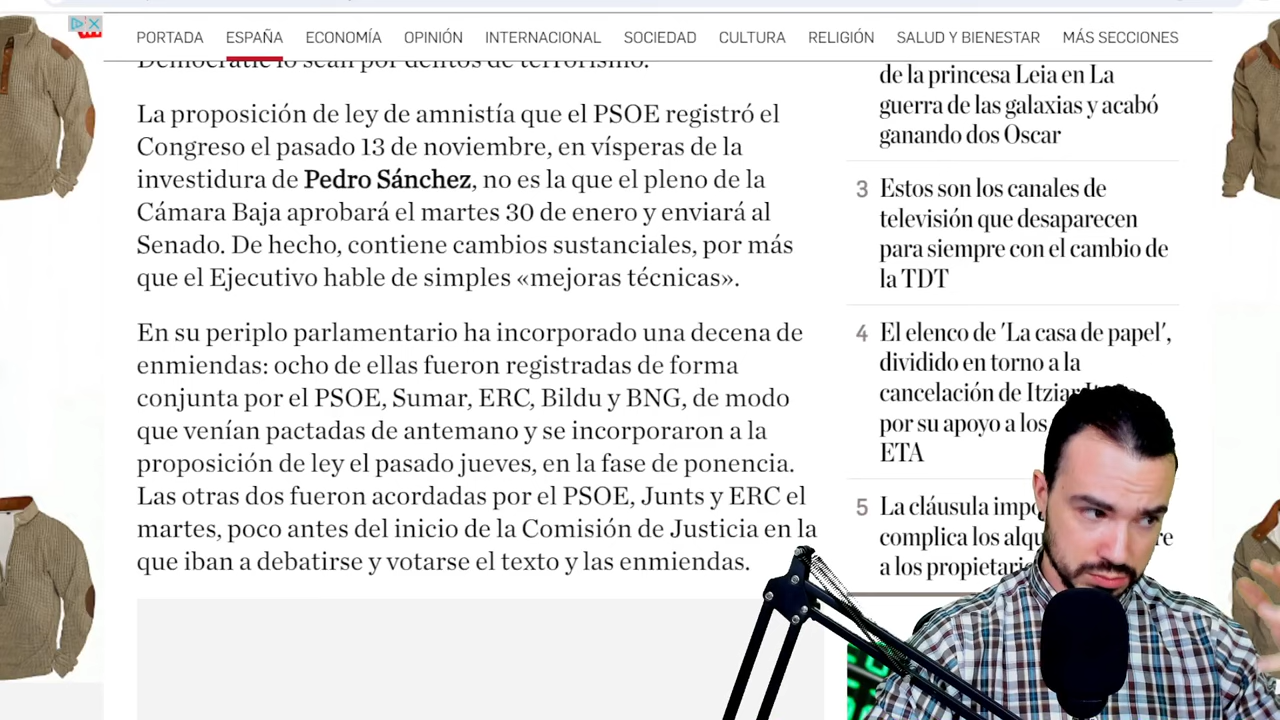 PORTADA ESPAÑA ECONOMÍA OPINIÓN INTERNACIONAL SOCIEDAD CULTURA RELIGIÓN SALUD Y BIENESTAR MÁS SECCIONES
Democràtic lo sean por delitos de terrorismo.
La proposición de ley de amnistía que el PSOE registró el
Congreso el pasado 13 de noviembre, en vísperas de la
investidura de Pedro Sánchez, no es la que el pleno de la
Cámara Baja aprobará el martes 30 de enero y enviará al
Senado. De hecho, contiene cambios sustanciales, por más
que el Ejecutivo hable de simples «mejoras técnicas».
En su periplo parlamentario ha incorporado una decena de
enmiendas: ocho de ellas fueron registradas de forma
conjunta por el PSOE, Sumar, ERC, Bildu y BNG, de modo
que venían pactadas de antemano y se incorporaron a la
proposición de ley el pasado jueves, en la fase de ponencia.
Las otras dos fueron acordadas por el PSOE, Junts y ERC el
martes, poco antes del inicio de la Comisión de Justicia en la
que iban a debatirse y votarse el texto y las enmiendas.
de la princesa Leia en La
guerra de las galaxias y acabó
ganando dos Oscar
3 Estos son los canales de
televisión que desaparecen
para siempre con el cambio de
la TDT
4 El elenco de 'La casa de papel',
dividido en torno a la
cancelación de Itziar
por su apoyo a los
ETA
5 La cláusula
complica los
a los